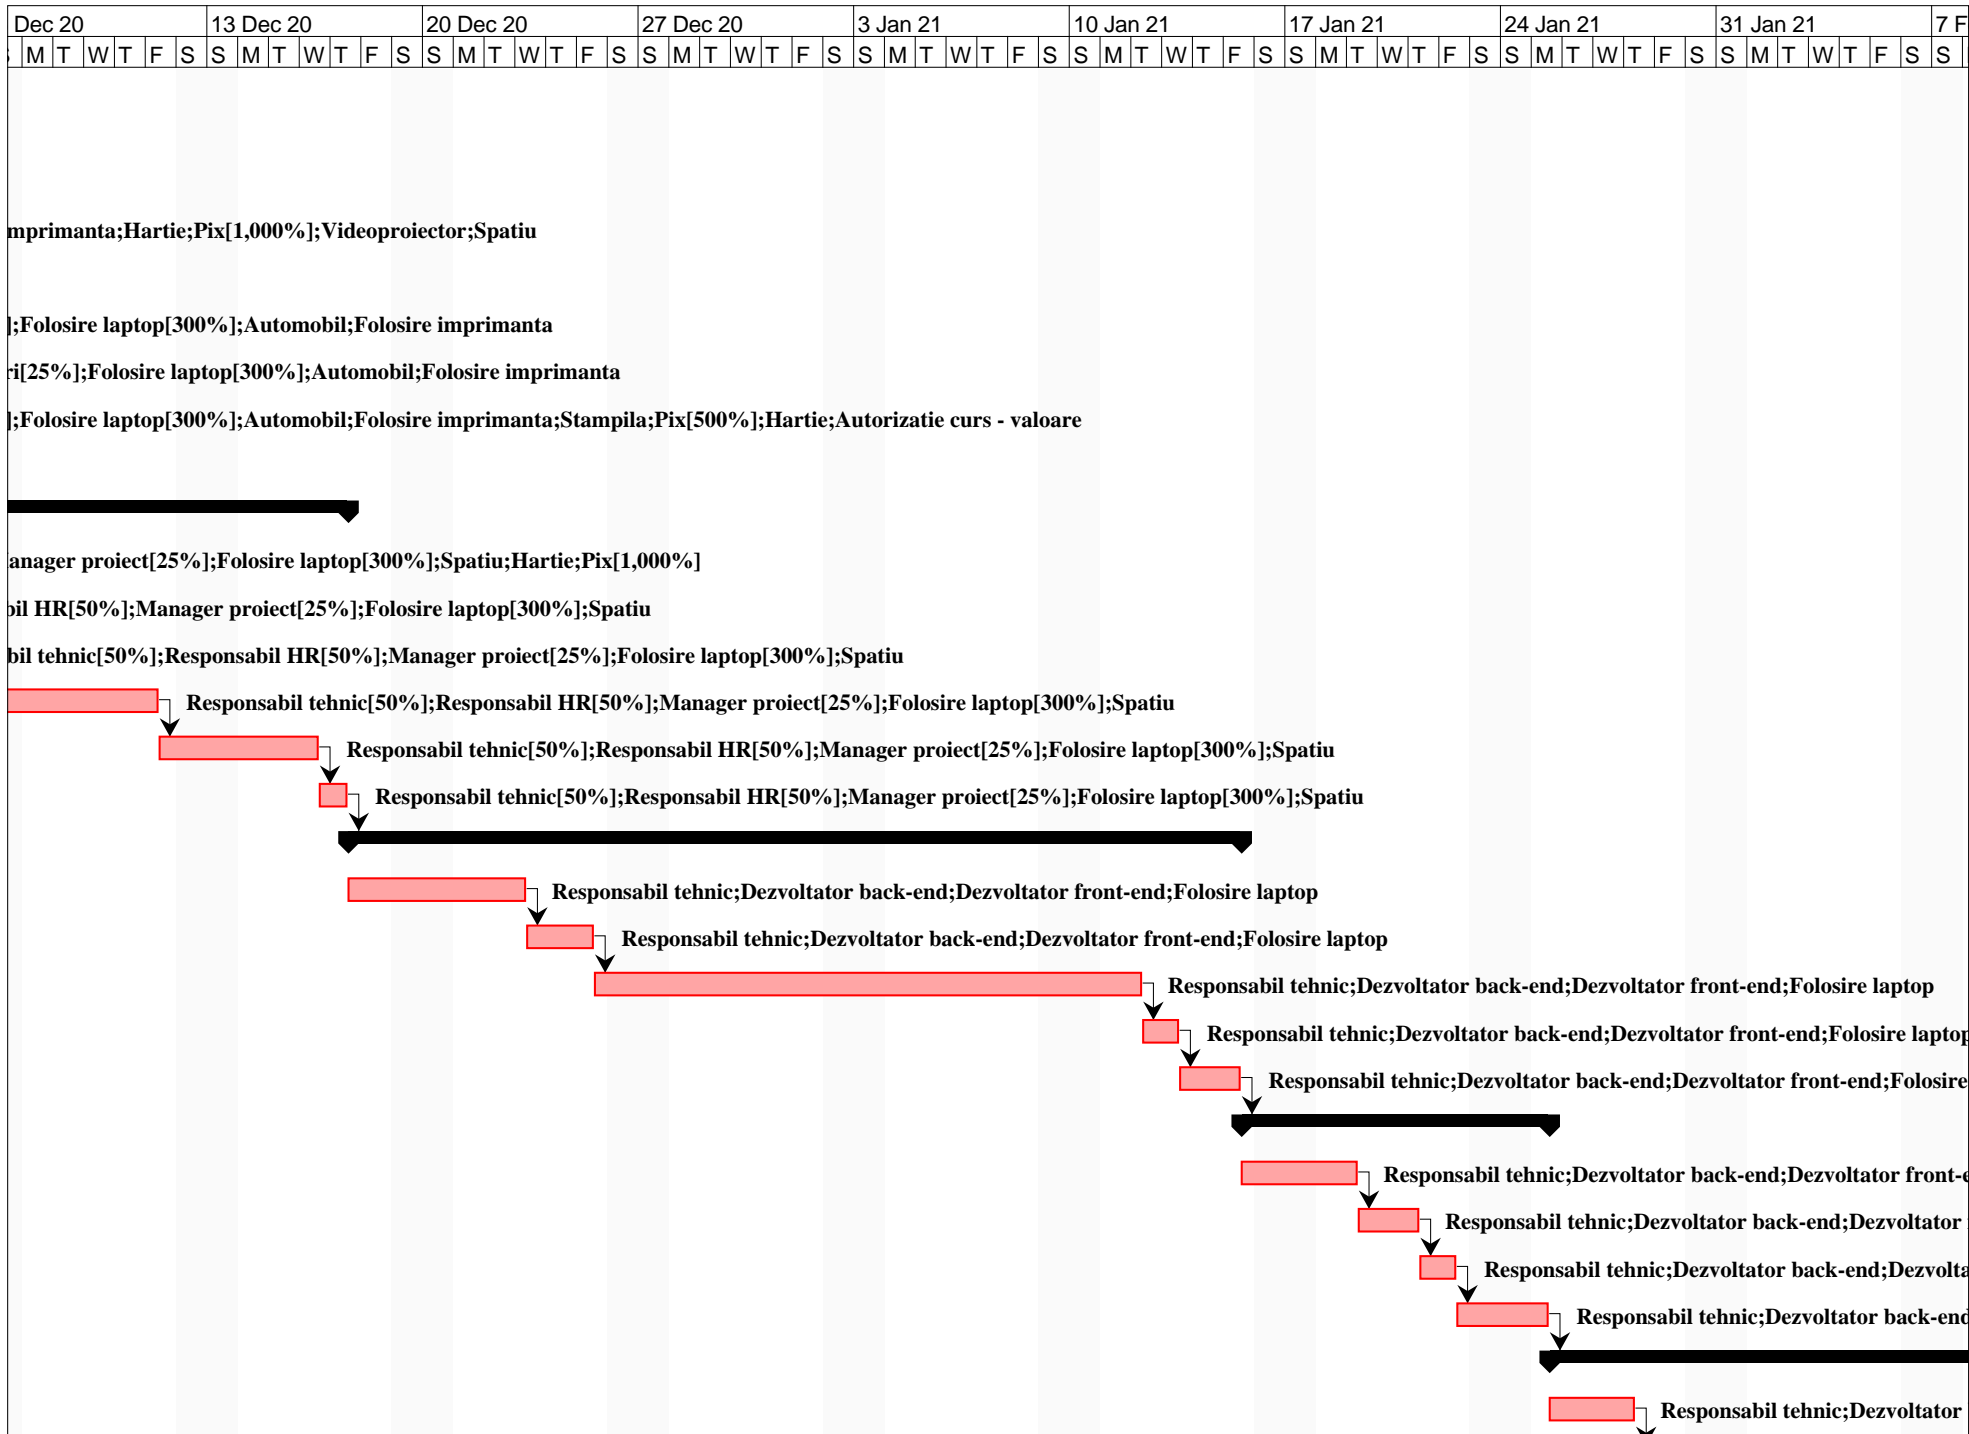 Dec 20 13 Dec 20 20 Dec 20 27 Dec 20 3 Jan 21 10 Jan 21 17 Jan 21 24 Jan 21 31 Jan 21 7 F
S M T W T F S S M T W T F S S M T W T F S S M T W T F S S M T W T F S S M T W T F S S M T W T F S S M T W T F S S M T W T F S S
mprimanta;Hartie;Pix[1,000%];Videoproiector;Spatiu
];Folosire laptop[300%];Automobil;Folosire imprimanta
ri[25%];Folosire laptop[300%];Automobil;Folosire imprimanta
];Folosire laptop[300%];Automobil;Folosire imprimanta;Stampila;Pix[500%];Hartie;Autorizatie curs - valoare
anager proiect[25%];Folosire laptop[300%];Spatiu;Hartie;Pix[1,000%]
bil HR[50%];Manager proiect[25%];Folosire laptop[300%];Spatiu
bil tehnic[50%];Responsabil HR[50%];Manager proiect[25%];Folosire laptop[300%];Spatiu
Responsabil tehnic[50%];Responsabil HR[50%];Manager proiect[25%];Folosire laptop[300%];Spatiu
Responsabil tehnic[50%];Responsabil HR[50%];Manager proiect[25%];Folosire laptop[300%];Spatiu
Responsabil tehnic[50%];Responsabil HR[50%];Manager proiect[25%];Folosire laptop[300%];Spatiu
Responsabil tehnic;Dezvoltator back-end;Dezvoltator front-end;Folosire laptop
Responsabil tehnic;Dezvoltator back-end;Dezvoltator front-end;Folosire laptop
Responsabil tehnic;Dezvoltator back-end;Dezvoltator front-end;Folosire laptop
Responsabil tehnic;Dezvoltator back-end;Dezvoltator front-end;Folosire laptop
Responsabil tehnic;Dezvoltator back-end;Dezvoltator front-end;Folosire
Responsabil tehnic;Dezvoltator back-end;Dezvoltator front-e
Responsabil tehnic;Dezvoltator back-end;Dezvoltator
Responsabil tehnic;Dezvoltator back-end;Dezvolta
Responsabil tehnic;Dezvoltator back-end
Responsabil tehnic;Dezvoltator